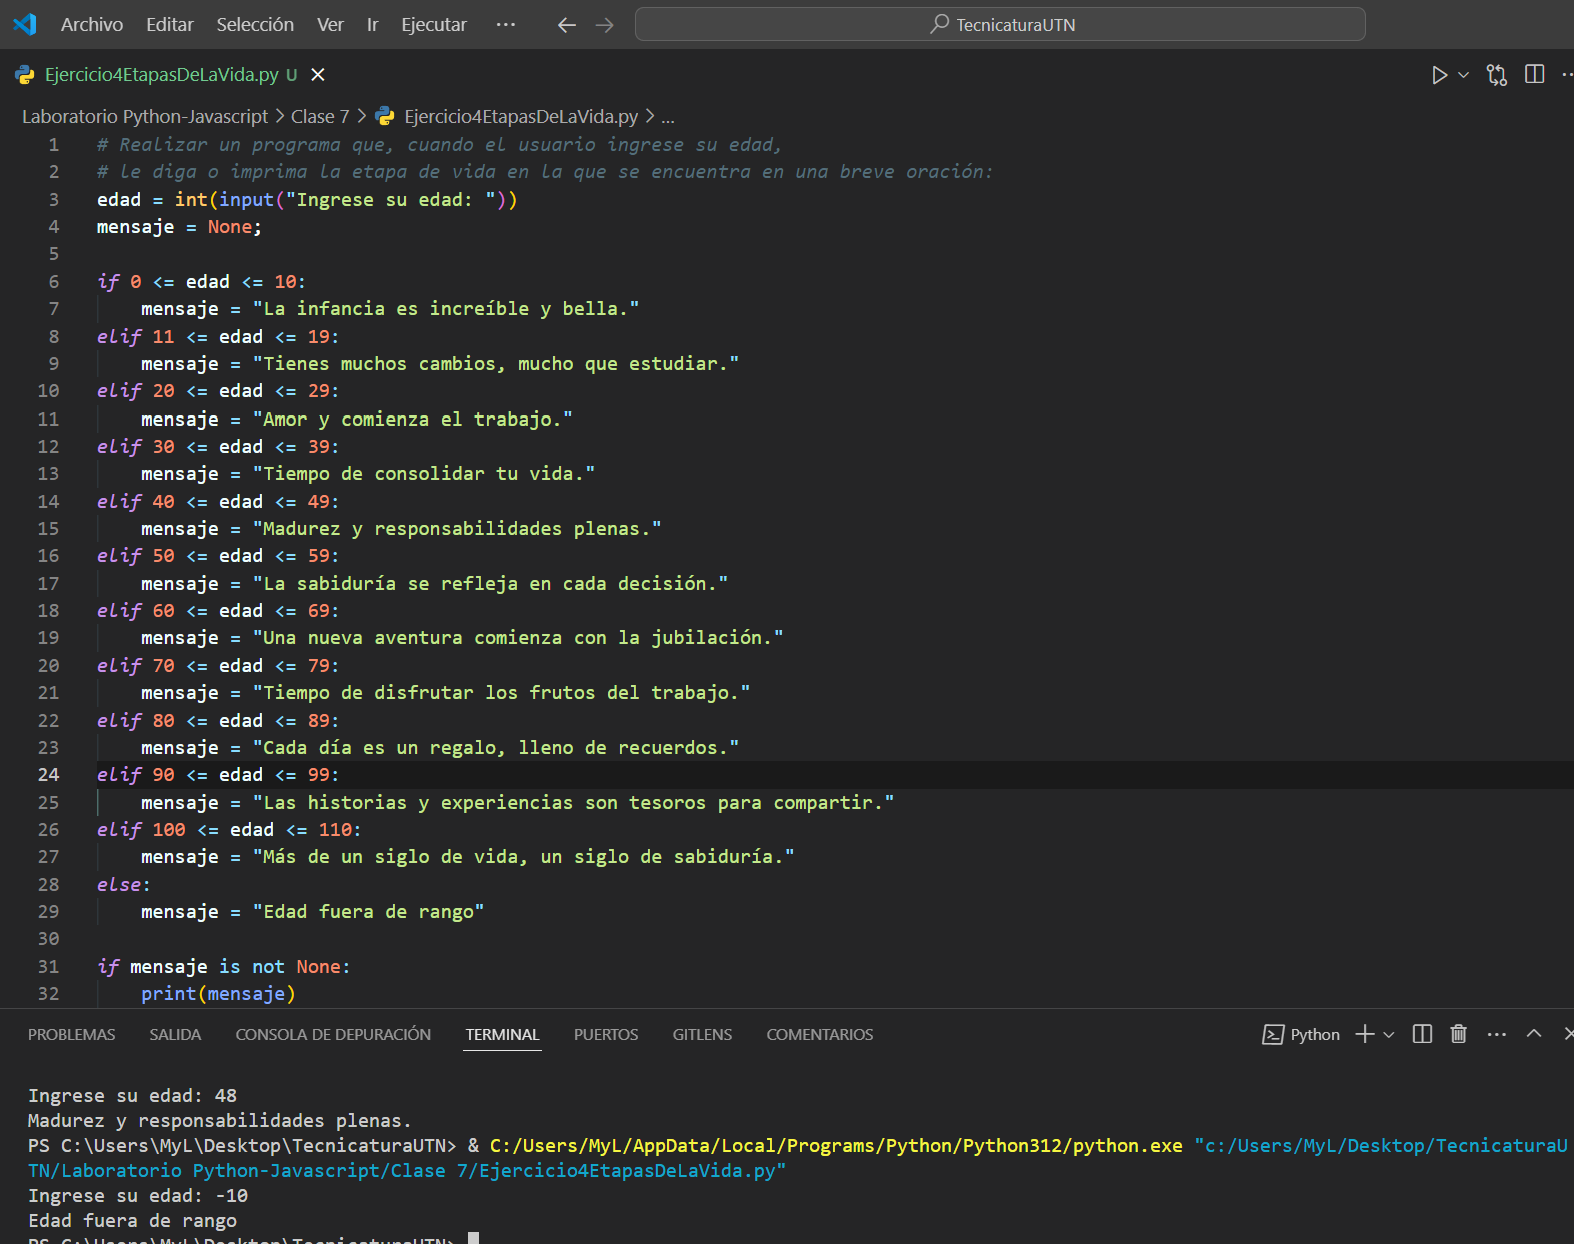 Archivo Editar Selección Ver Ir Ejecutar ··· TecnicaturaUTN
Ejercicio4EtapasDeLaVida.py U
Laboratorio Python-Javascript > Clase 7 > Ejercicio4EtapasDeLaVida.py > ...
1 # Realizar un programa que, cuando el usuario ingrese su edad,
2 # le diga o imprima la etapa de vida en la que se encuentra en una breve oración:
3 edad = int(input("Ingrese su edad: "))
4 mensaje = None;
5
6 if 0 <= edad <= 10:
7     mensaje = "La infancia es increíble y bella."
8 elif 11 <= edad <= 19:
9     mensaje = "Tienes muchos cambios, mucho que estudiar."
10 elif 20 <= edad <= 29:
11     mensaje = "Amor y comienza el trabajo."
12 elif 30 <= edad <= 39:
13     mensaje = "Tiempo de consolidar tu vida."
14 elif 40 <= edad <= 49:
15     mensaje = "Madurez y responsabilidades plenas."
16 elif 50 <= edad <= 59:
17     mensaje = "La sabiduría se refleja en cada decisión."
18 elif 60 <= edad <= 69:
19     mensaje = "Una nueva aventura comienza con la jubilación."
20 elif 70 <= edad <= 79:
21     mensaje = "Tiempo de disfrutar los frutos del trabajo."
22 elif 80 <= edad <= 89:
23     mensaje = "Cada día es un regalo, lleno de recuerdos."
24 elif 90 <= edad <= 99:
25     mensaje = "Las historias y experiencias son tesoros para compartir."
26 elif 100 <= edad <= 110:
27     mensaje = "Más de un siglo de vida, un siglo de sabiduría."
28 else:
29     mensaje = "Edad fuera de rango"
30
31 if mensaje is not None:
32     print(mensaje)
PROBLEMAS SALIDA CONSOLA DE DEPURACIÓN TERMINAL PUERTOS GITLENS COMENTARIOS Python
Ingrese su edad: 48
Madurez y responsabilidades plenas.
PS C:\Users\MyL\Desktop\TecnicaturaUTN> & C:/Users/MyL/AppData/Local/Programs/Python/Python312/python.exe "c:/Users/MyL/Desktop/TecnicaturaU
TN/Laboratorio Python-Javascript/Clase 7/Ejercicio4EtapasDeLaVida.py"
Ingrese su edad: -10
Edad fuera de rango
PS C:\Users\MyL\Desktop\TecnicaturaUTN>